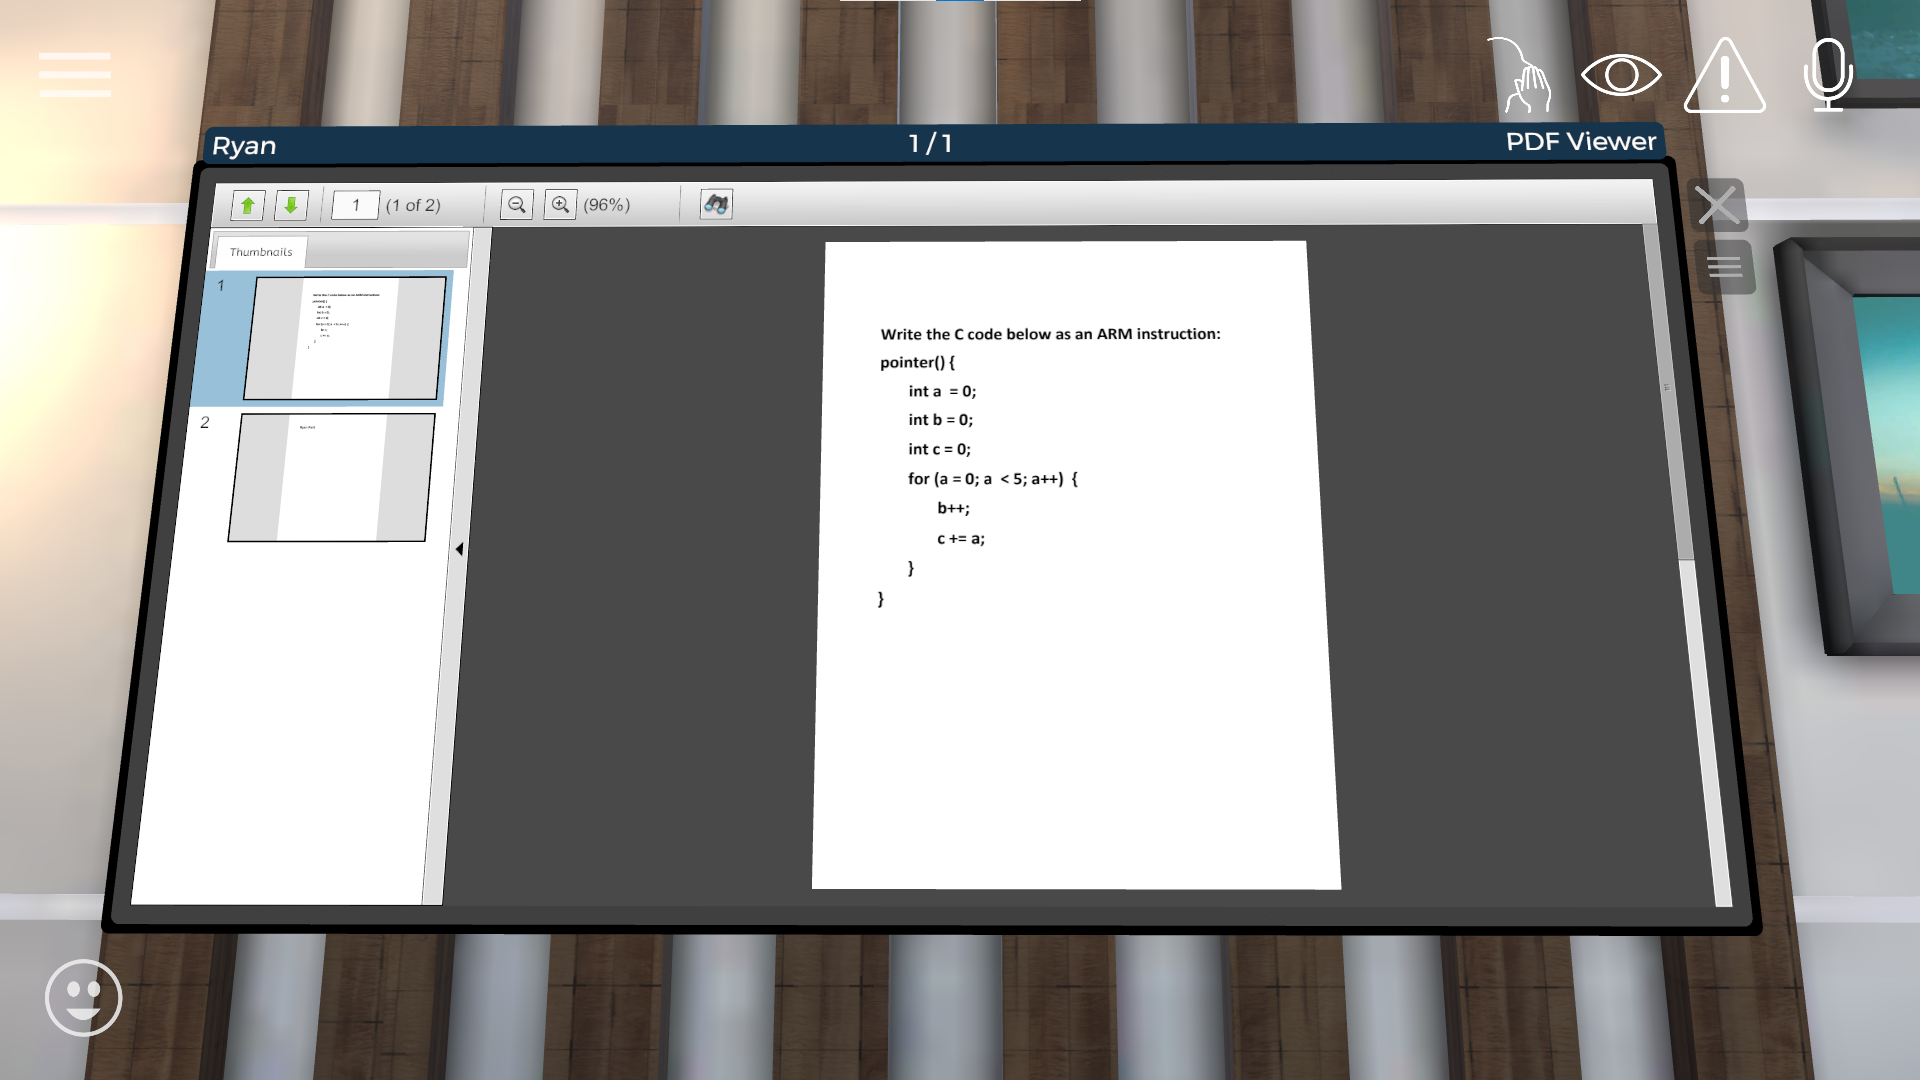 Ryan
1 / 1
PDF Viewer
1
(1 of 2)
(96%)
Thumbnails
1
2
Write the C code below as an ARM instruction:
pointer() {
int a = 0;
int b = 0;
int c = 0;
for (a = 0; a < 5; a++) {
b++;
c += a;
}
}